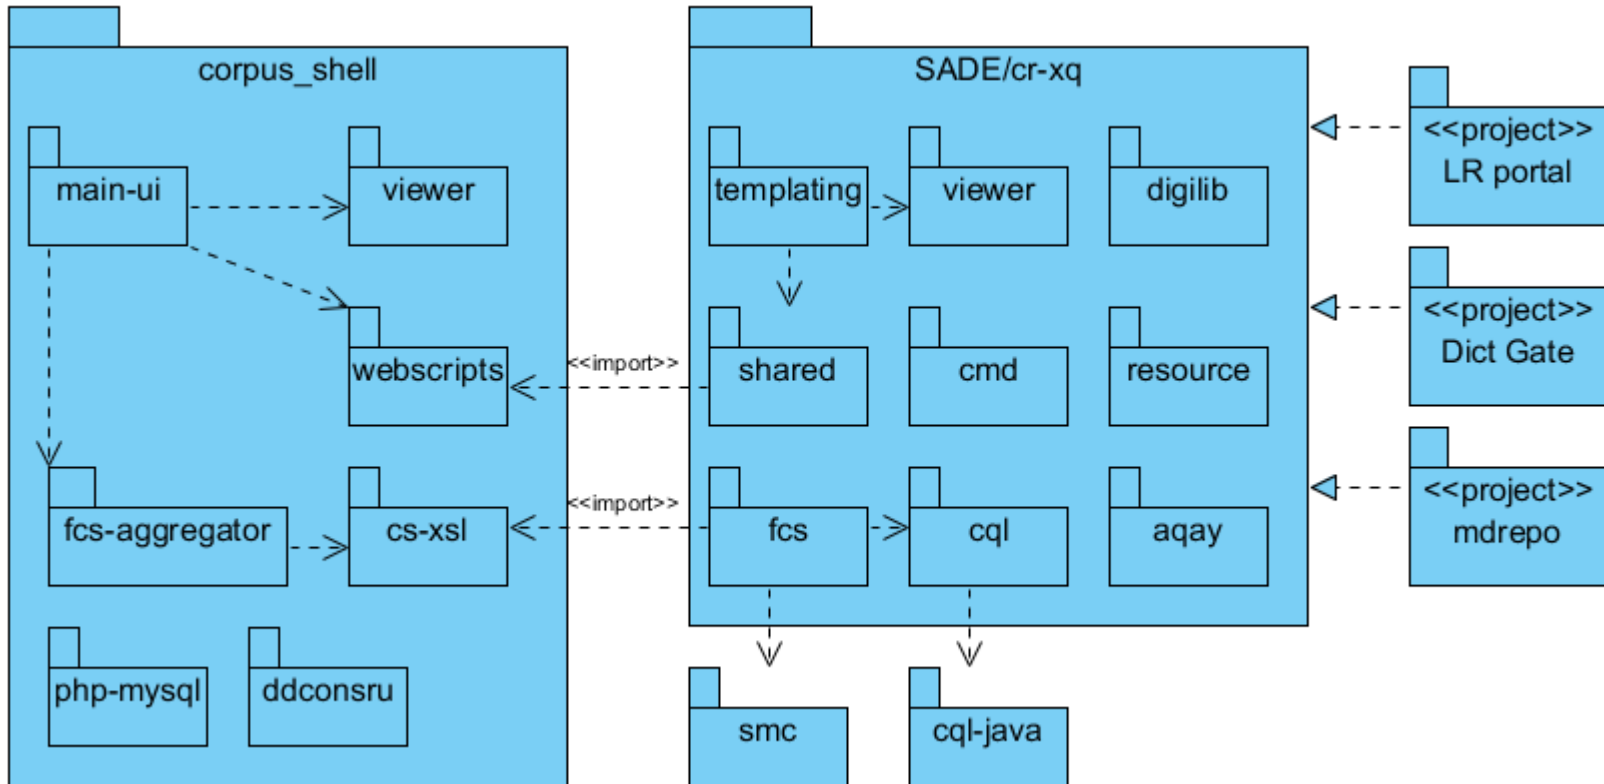 corpus_shell
main-ui
viewer
webscripts
fcs-aggregator
cs-xsl
php-mysql
ddconsru
<<import>>
<<import>>
SADE/cr-xq
templating
viewer
digilib
shared
cmd
resource
fcs
cql
aqay
smc
cql-java
<<project>>
LR portal
<<project>>
Dict Gate
<<project>>
mdrepo